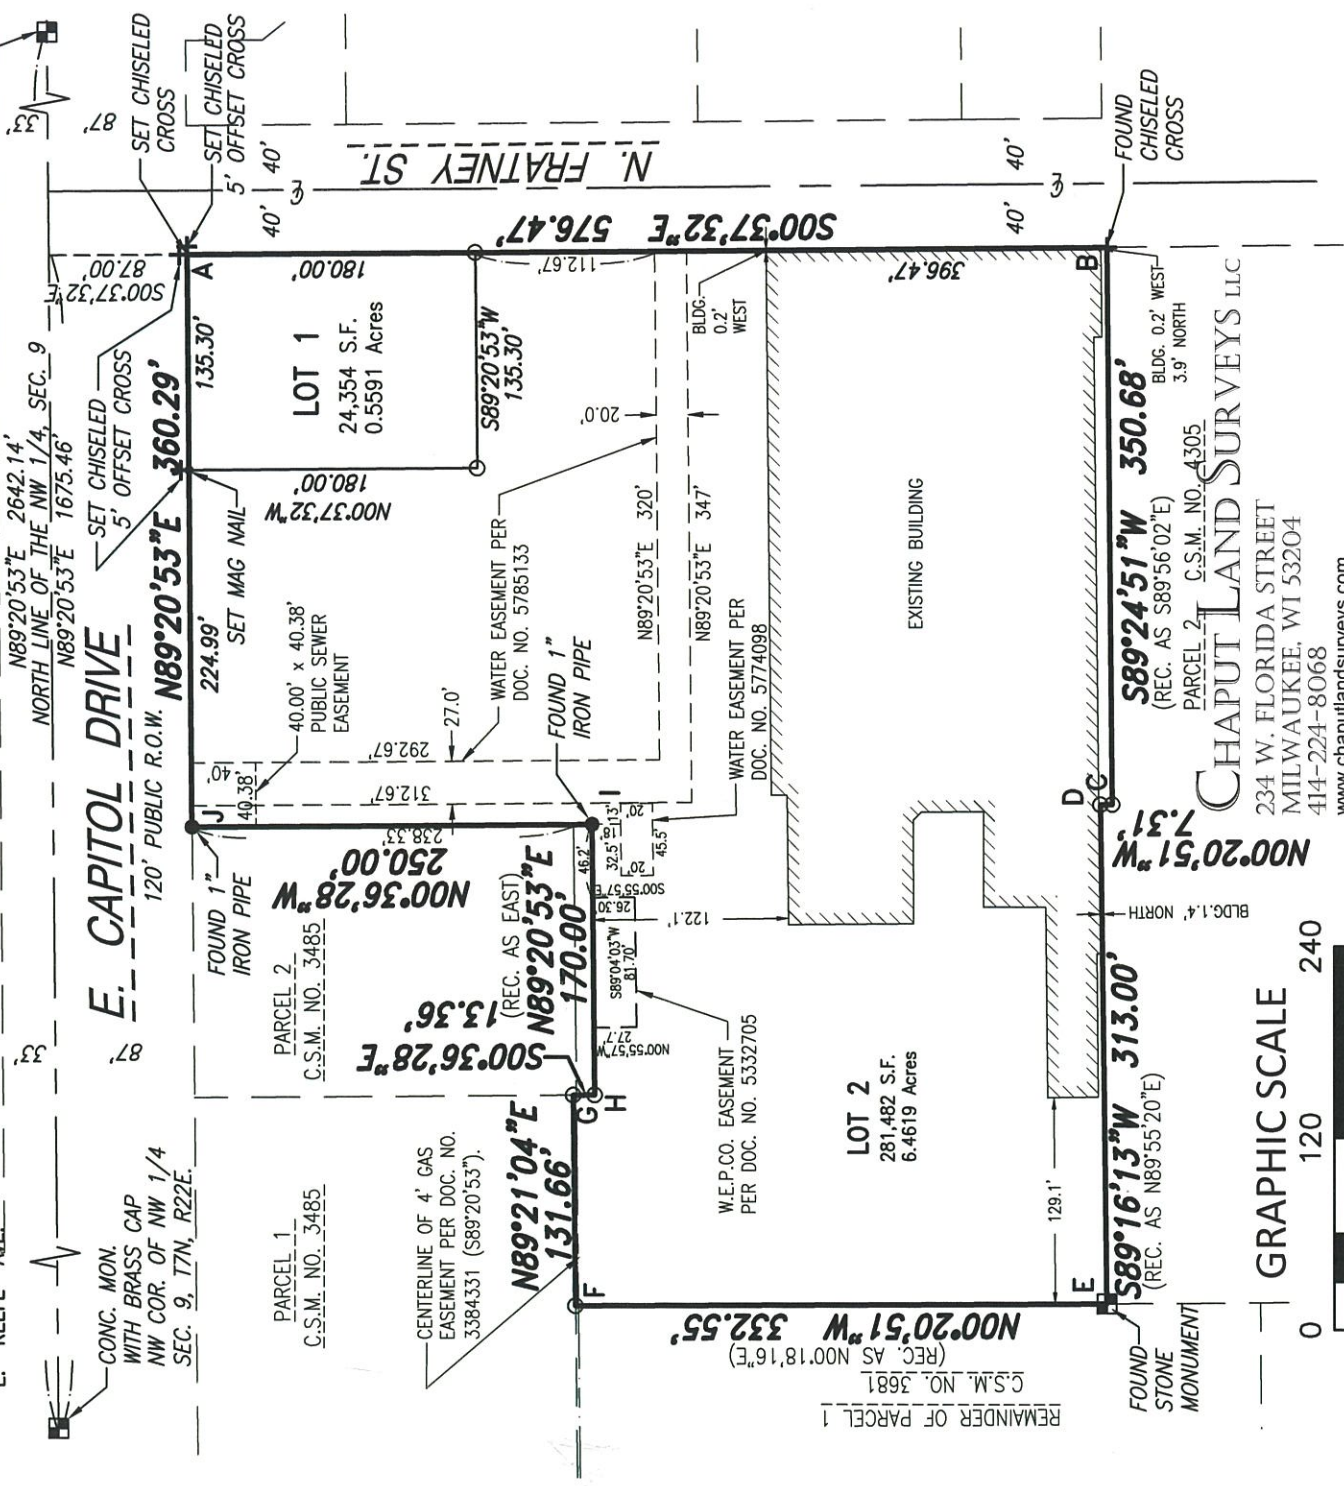 33'
87'
SET CHISELED
CROSS
SET CHISELED
5' OFFSET CROSS
N89°20'53"E 2642.14'
NORTH LINE OF THE NW 1/4, SEC. 9
N89°20'53"E 1675.46'
87.00'
S00°37'32"E
SET CHISELED
5' OFFSET CROSS
E. CAPITOL DRIVE
120' PUBLIC R.O.W.
N89°20'53"E 360.29'
224.99'
135.30'
SET MAG NAIL
33'
87'
CONC. MON.
WITH BRASS CAP
NW COR. OF NW 1/4
SEC. 9, T7N, R22E.
N. FRATNEY ST.
40'
40'
40'
40'
S00°37'32"E 576.47'
A
180.00'
112.67'
396.47'
B
FOUND
CHISELED
CROSS
LOT 1
24,354 S.F.
0.5591 Acres
S89°20'53"W
135.30'
180.00'
N00°37'32"W
20.0'
BLDG.
0.2'
WEST
40.00' x 40.38'
PUBLIC SEWER
EASEMENT
40'
40.38'
27.0'
292.67'
312.67'
WATER EASEMENT PER
DOC. NO. 5785133
N89°20'53"E 320'
N89°20'53"E 347'
FOUND 1"
IRON PIPE
WATER EASEMENT PER
DOC. NO. 5774098
J
FOUND 1"
IRON PIPE
238.33'
250.00'
N00°36'28"W
I
PARCEL 2
C.S.M. NO. 3485
N89°20'53"E
(REC. AS EAST)
170.00'
13.36'
S00°36'28"E
13'
18'
20'
46.2'
32.5'
20'
45.5'
S00°55'57"E
26.30'
S89°04'03"W
81.70'
27.7'
N00°55'57"W
122.1'
W.E.P.CO. EASEMENT
PER DOC. NO. 5332705
G
H
PARCEL 1
C.S.M. NO. 3485
CENTERLINE OF 4' GAS
EASEMENT PER DOC. NO.
3384331 (S89°20'53").
N89°21'04"E
131.66'
F
EXISTING BUILDING
LOT 2
281,482 S.F.
6.4619 Acres
129.1'
N00°20'51"W 332.55'
(REC. AS N00°18'16"E)
C.S.M. NO. 3681
REMAINDER OF PARCEL 1
E
FOUND
STONE
MONUMENT
S89°16'13"W 313.00'
(REC. AS N89°55'20"E)
D
C
N00°20'51"W
7.31'
BLDG.1.4' NORTH
S89°24'51"W 350.68'
(REC. AS S89°56'02"E)
PARCEL 2 C.S.M. NO. 4305
BLDG. 0.2' WEST
3.9' NORTH
CHAPUT LAND SURVEYS LLC
234 W. FLORIDA STREET
MILWAUKEE, WI 53204
414-224-8068
www.chaputlandsurveys.com
GRAPHIC SCALE
0
120
240